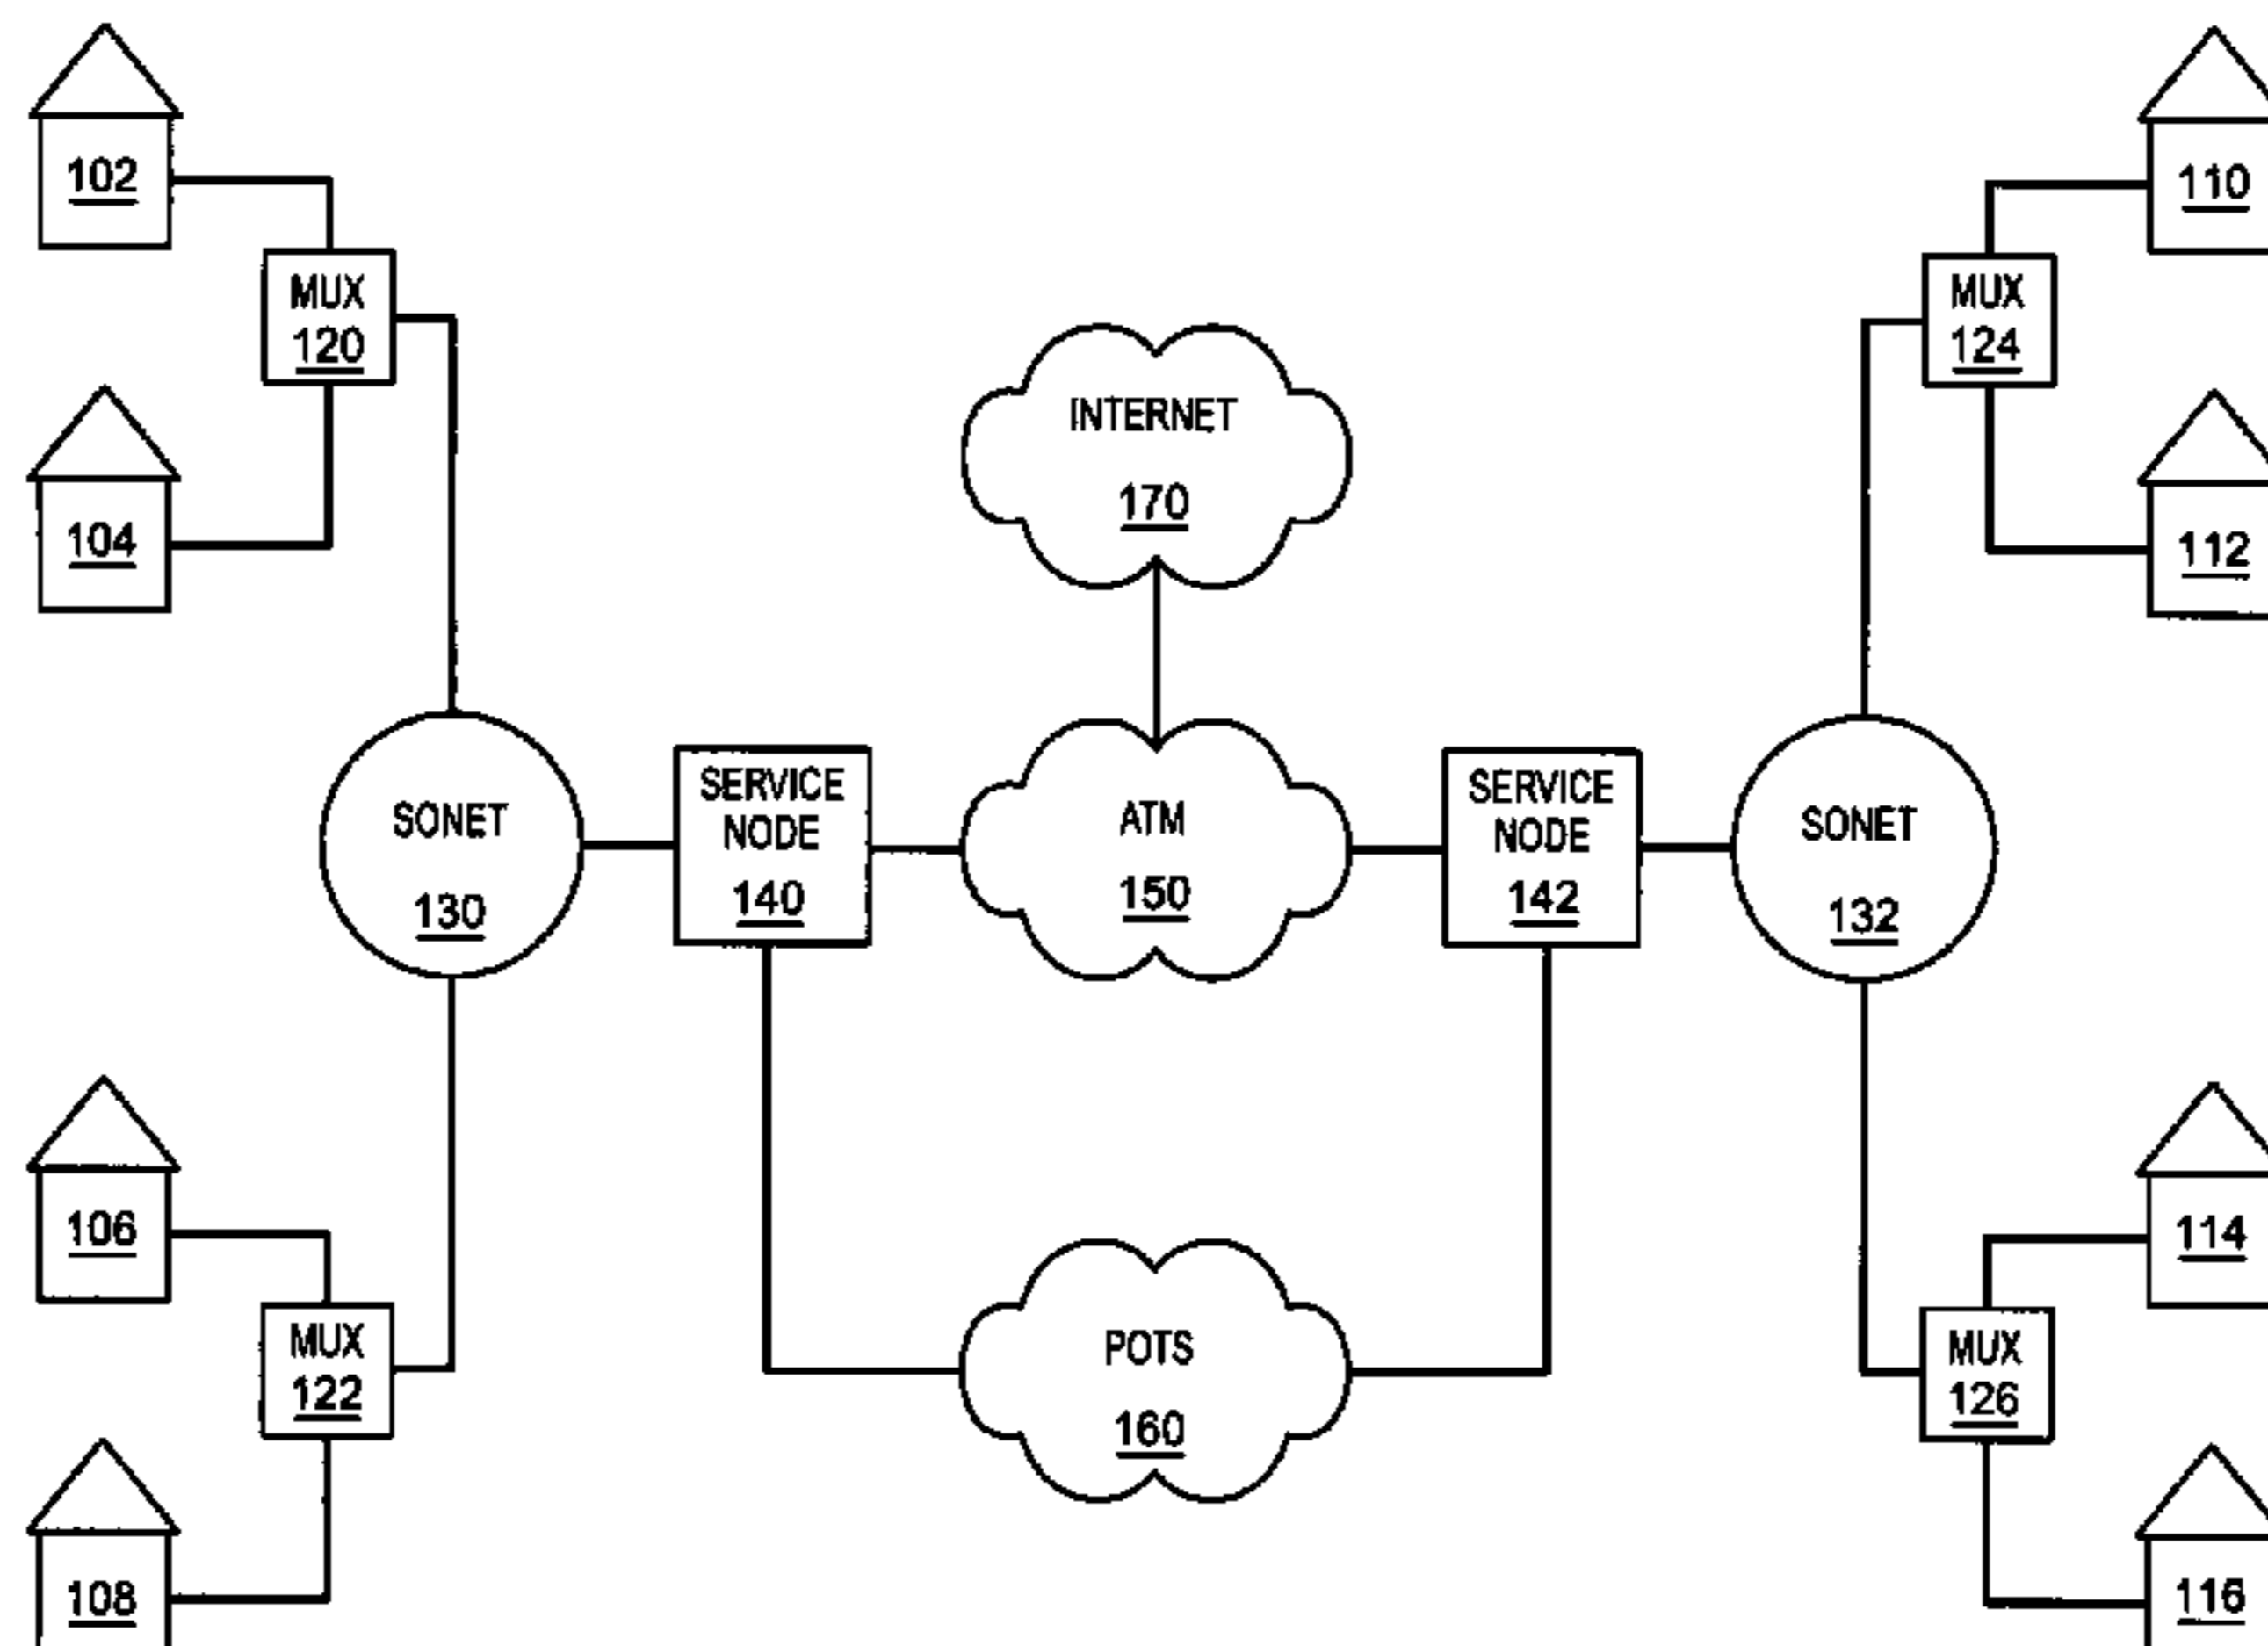 102
MUX
120
104
110
MUX
124
112
INTERNET
170
SONET
130
SERVICE
NODE
140
ATM
150
SERVICE
NODE
142
SONET
132
106
MUX
122
108
POTS
160
114
MUX
126
116